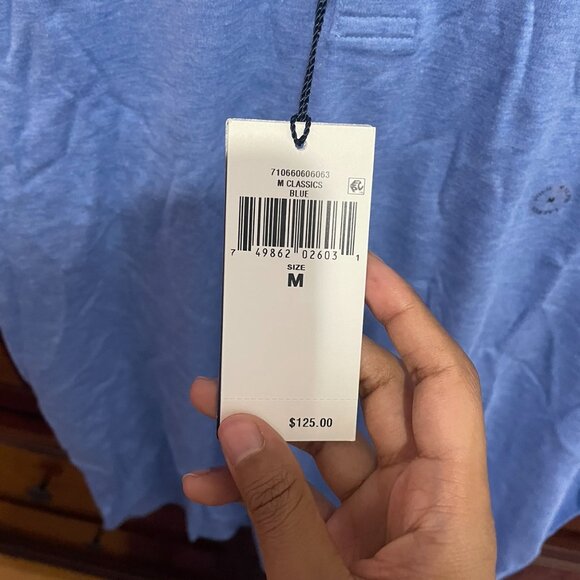 710660606063
M CLASSICS
BLUE
7 49862 02603 1
SIZE
M
$125.00